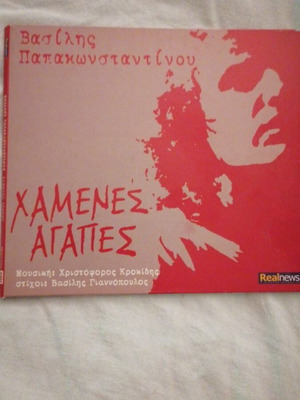 Βασίλης
Παπακωνσταντίνου
ΧΑΜΕΝΕΣ
ΑΓΑΠΕΣ
Μουσική: Χριστόφορος Κροκίδης
στίχοι: Βασίλης Γιαννόπουλος
Realnews